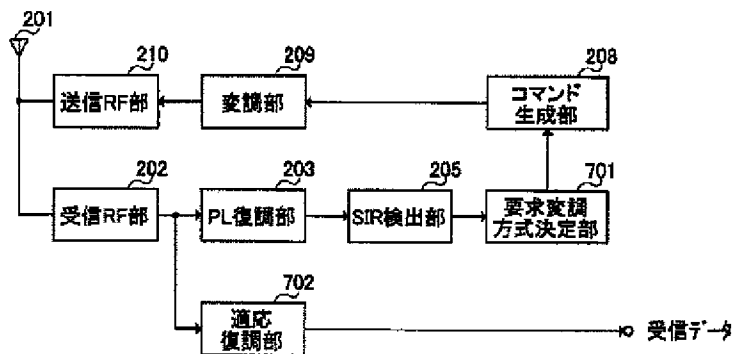 201
210
209
208
送信RF部
変調部
コマンド
生成部
202
203
205
701
受信RF部
PL復調部
SIR検出部
要求変調
方式決定部
702
適応
復調部
受信データ